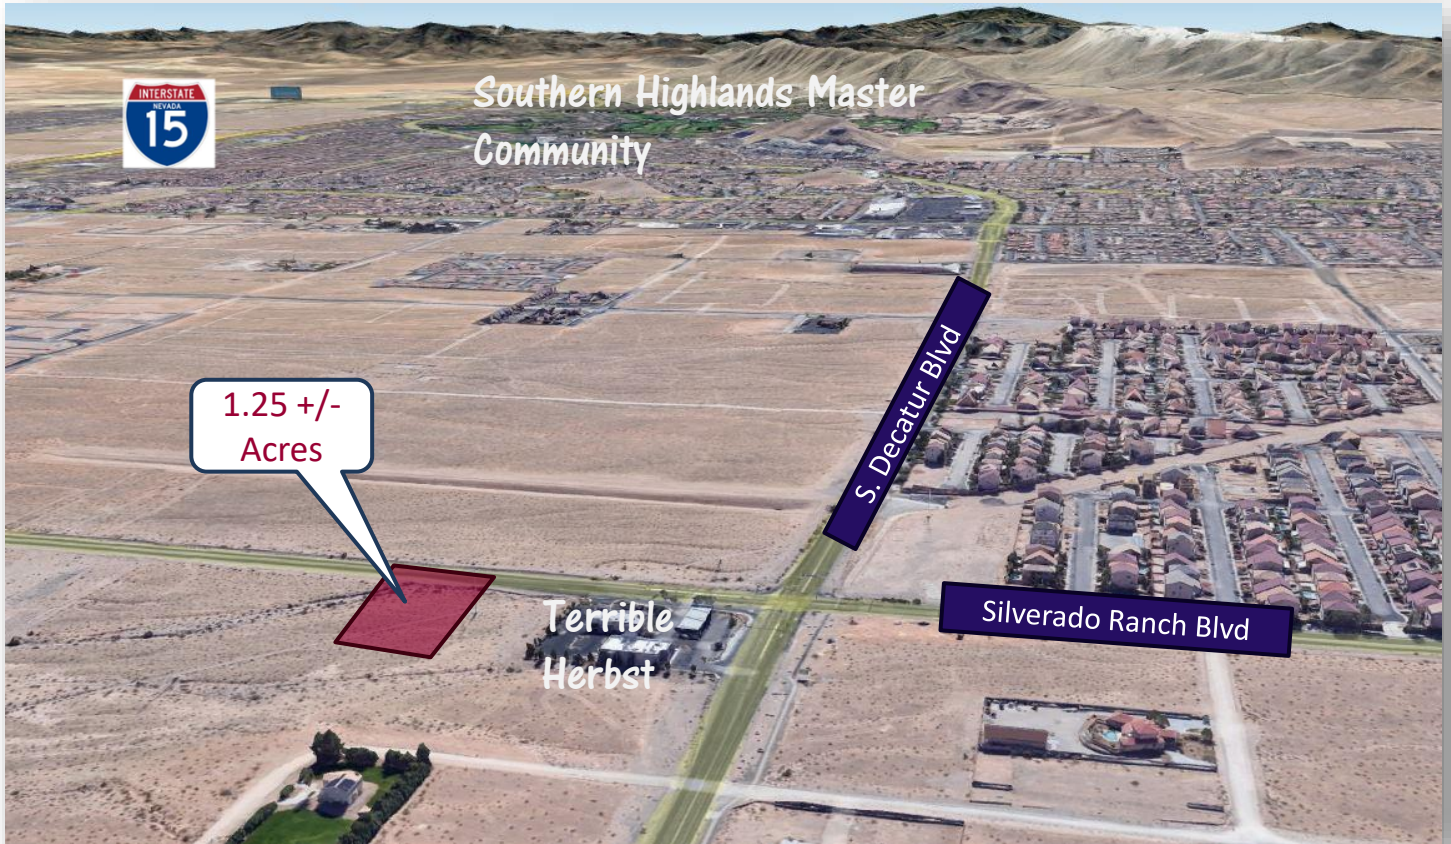 INTERSTATE
NEVADA
15
Southern Highlands Master
Community
S. Decatur Blvd
1.25 +/-
Acres
Terrible
Herbst
Silverado Ranch Blvd